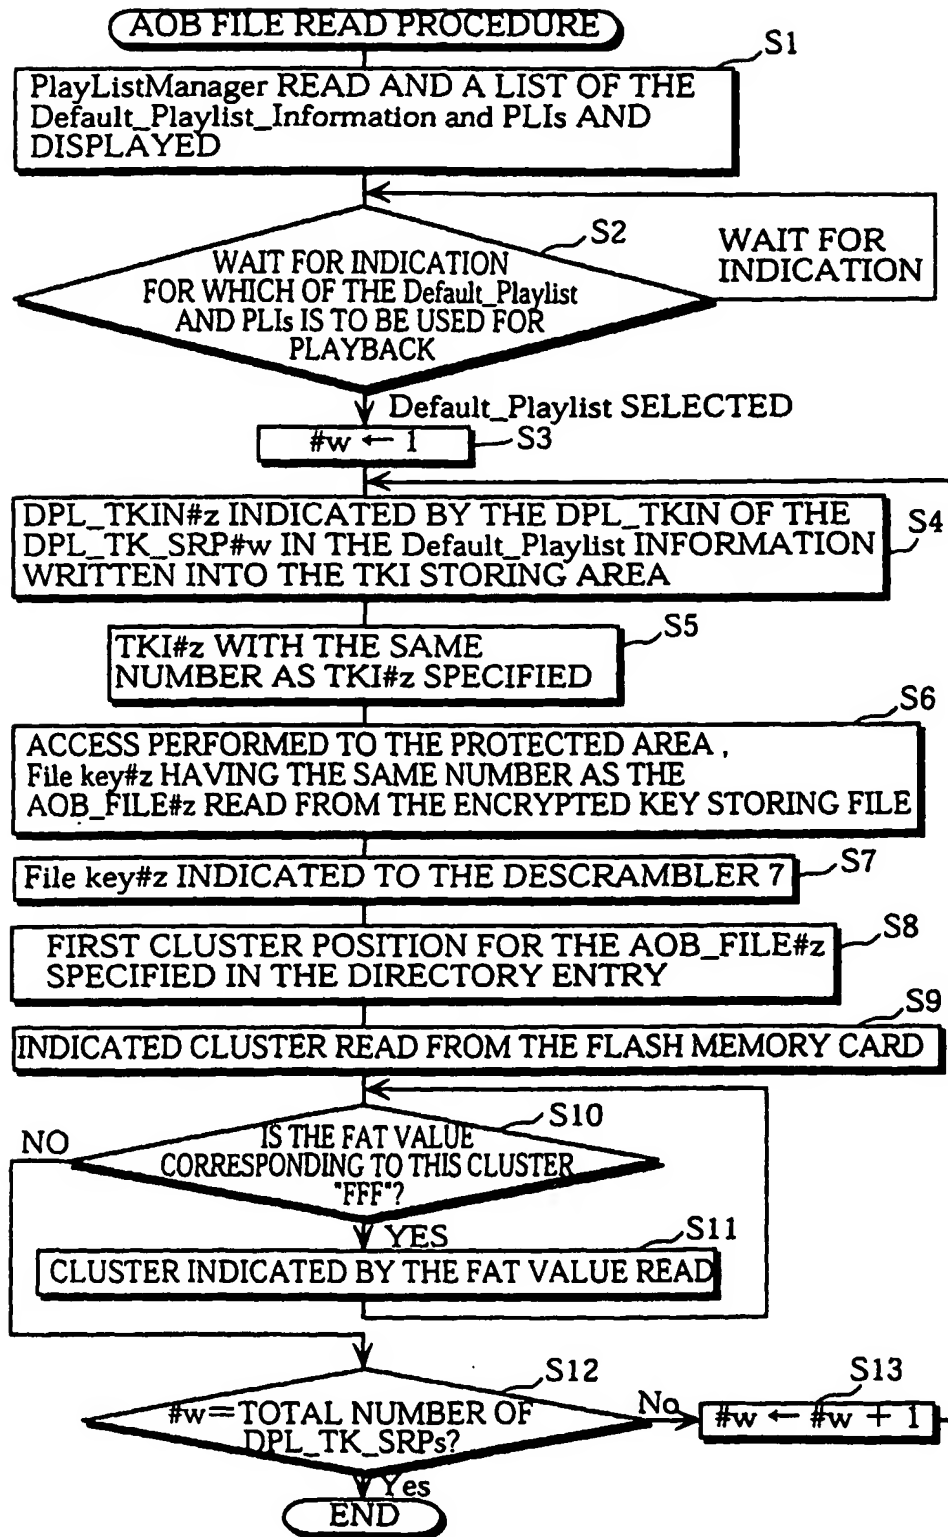 AOB FILE READ PROCEDURE
S1
PlayListManager READ AND A LIST OF THE
Default_Playlist_Information and PLIs AND
DISPLAYED
S2
WAIT FOR INDICATION
FOR WHICH OF THE Default_Playlist
AND PLIs IS TO BE USED FOR
PLAYBACK
WAIT FOR
INDICATION
Default_Playlist SELECTED
#w ← 1
S3
DPL_TKIN#z INDICATED BY THE DPL_TKIN OF THE
DPL_TK_SRP#w IN THE Default_Playlist INFORMATION
WRITTEN INTO THE TKI STORING AREA
S4
S5
TKI#z WITH THE SAME
NUMBER AS TKI#z SPECIFIED
S6
ACCESS PERFORMED TO THE PROTECTED AREA ,
File key#z HAVING THE SAME NUMBER AS THE
AOB_FILE#z READ FROM THE ENCRYPTED KEY STORING FILE
File key#z INDICATED TO THE DESCRAMBLER 7
S7
FIRST CLUSTER POSITION FOR THE AOB_FILE#z
SPECIFIED IN THE DIRECTORY ENTRY
S8
S9
INDICATED CLUSTER READ FROM THE FLASH MEMORY CARD
S10
NO
IS THE FAT VALUE
CORRESPONDING TO THIS CLUSTER
"FFF"?
YES
S11
CLUSTER INDICATED BY THE FAT VALUE READ
S12
#w=TOTAL NUMBER OF
DPL_TK_SRPs?
No
S13
#w ← #w + 1
Yes
END